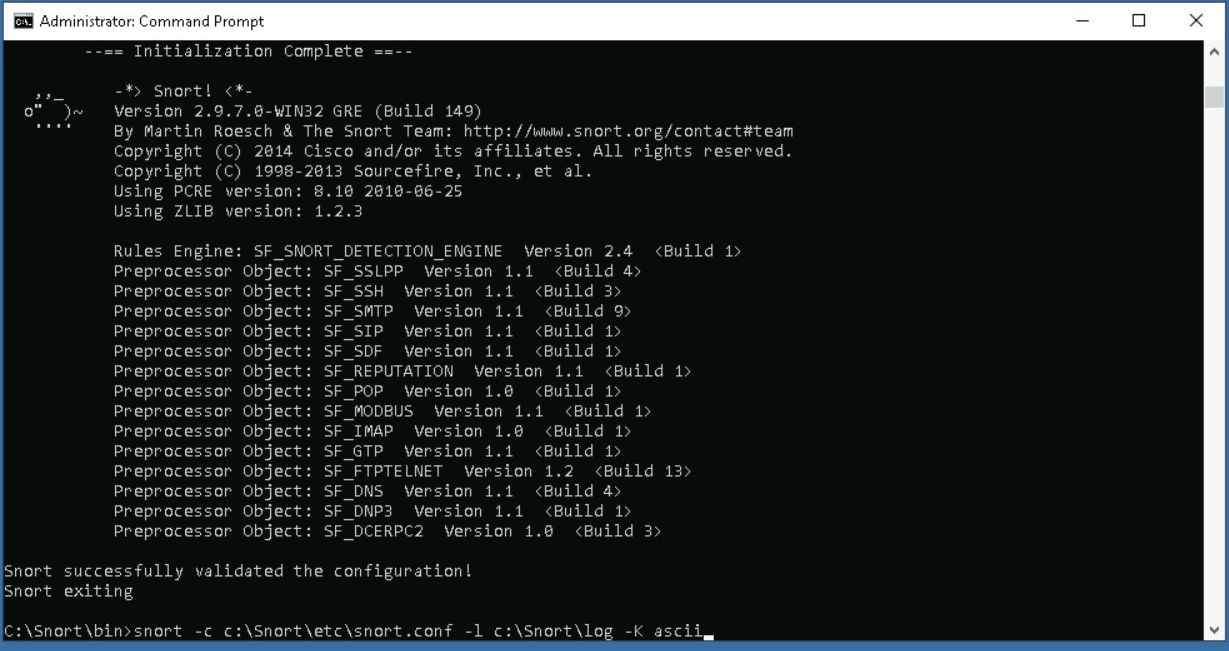 Administrator: Command Prompt
--== Initialization Complete ==--
,,_     -*> Snort! <*-
o"  )~   Version 2.9.7.0-WIN32 GRE (Build 149)
''''    By Martin Roesch & The Snort Team: http://www.snort.org/contact#team
Copyright (C) 2014 Cisco and/or its affiliates. All rights reserved.
Copyright (C) 1998-2013 Sourcefire, Inc., et al.
Using PCRE version: 8.10 2010-06-25
Using ZLIB version: 1.2.3
Rules Engine: SF_SNORT_DETECTION_ENGINE  Version 2.4  <Build 1>
Preprocessor Object: SF_SSLPP  Version 1.1  <Build 4>
Preprocessor Object: SF_SSH  Version 1.1  <Build 3>
Preprocessor Object: SF_SMTP  Version 1.1  <Build 9>
Preprocessor Object: SF_SIP  Version 1.1  <Build 1>
Preprocessor Object: SF_SDF  Version 1.1  <Build 1>
Preprocessor Object: SF_REPUTATION  Version 1.1  <Build 1>
Preprocessor Object: SF_POP  Version 1.0  <Build 1>
Preprocessor Object: SF_MODBUS  Version 1.1  <Build 1>
Preprocessor Object: SF_IMAP  Version 1.0  <Build 1>
Preprocessor Object: SF_GTP  Version 1.1  <Build 1>
Preprocessor Object: SF_FTPTELNET  Version 1.2  <Build 13>
Preprocessor Object: SF_DNS  Version 1.1  <Build 4>
Preprocessor Object: SF_DNP3  Version 1.1  <Build 1>
Preprocessor Object: SF_DCERPC2  Version 1.0  <Build 3>
Snort successfully validated the configuration!
Snort exiting
C:\Snort\bin>snort -c c:\Snort\etc\snort.conf -l c:\Snort\log -K ascii